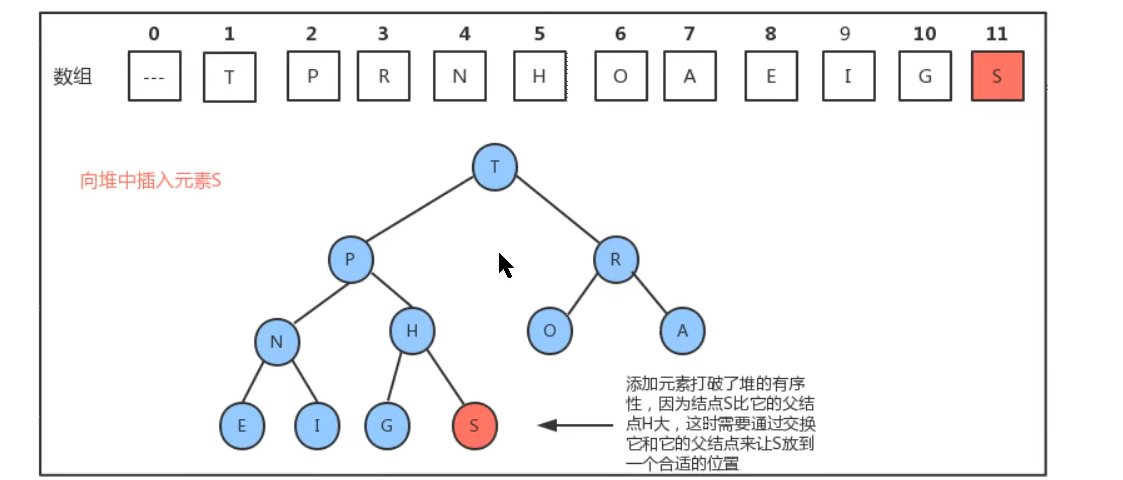 0 1 2 3 4 5 6 7 8 9 10 11
数组 --- T P R N H O A E I G S
向堆中插入元素S
T
P R
N H O A
E I G S
添加元素打破了堆的有序
性，因为结点S比它的父结
点H大，这时需要通过交换
它和它的父结点来让S放到
一个合适的位置